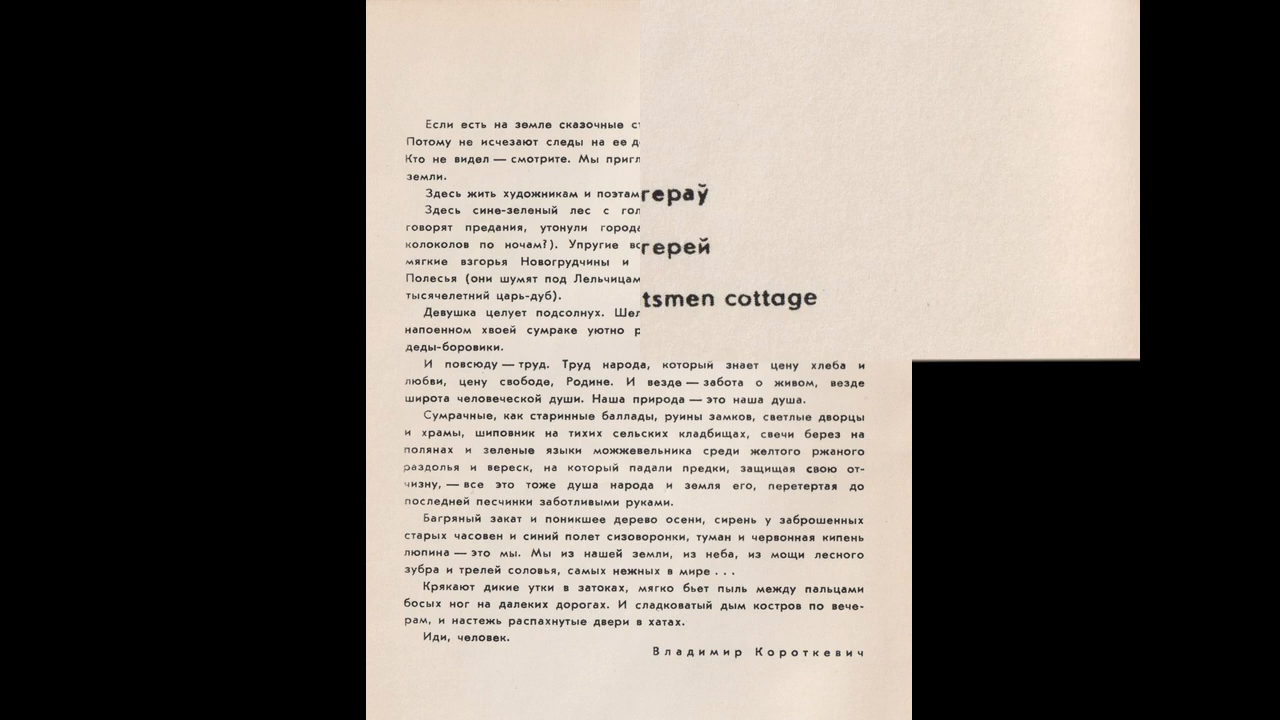 Если есть на земле сказочные
Потому не исчезают следы на ее
Кто не видел — смотрите. Мы
земли.
Здесь жить художникам и поэтам
Здесь сине-зеленый лес с
говорят предания, утонули города
колоколов по ночам?). Упругие
мягкие взгорья Новогрудчины и
Полесья (они шумят под Лельчицам
тысячелетний царь-дуб).
Девушка целует подсолнух.
напоенном хвоей сумраке уютно
деды-боровики.
И повсюду — труд. Труд народа, который знает цену хлеба и
любви, цену свободе, Родине. И везде — забота о живом, везде
широта человеческой души. Наша природа — это наша душа.
Сумрачные, как старинные баллады, руины замков, светлые дворцы
и храмы, шиповник на тихих сельских кладбищах, свечи берез на
полянах и зеленые языки можжевельника среди желтого ржаного
раздолья и вереск, на который падали предки, защищая свою от-
чизну, — все это тоже душа народа и земля его, перетертая до
последней песчинки заботливыми руками.
Багряный закат и поникшее дерево осени, сирень у заброшенных
старых часовен и синий полет сизоворонки, туман и червонная кипень
люпина — это мы. Мы из нашей земли, из неба, из мощи лесного
зубра и трелей соловья, самых нежных в мире . . .
Крякают дикие утки в затоках, мягко бьет пыль между пальцами
босых ног на далеких дорогах. И сладковатый дым костров по вече-
рам, и настежь распахнутые двери в хатах.
Иди, человек.
Владимир Короткевич
гераў
герей
tsmen cottage